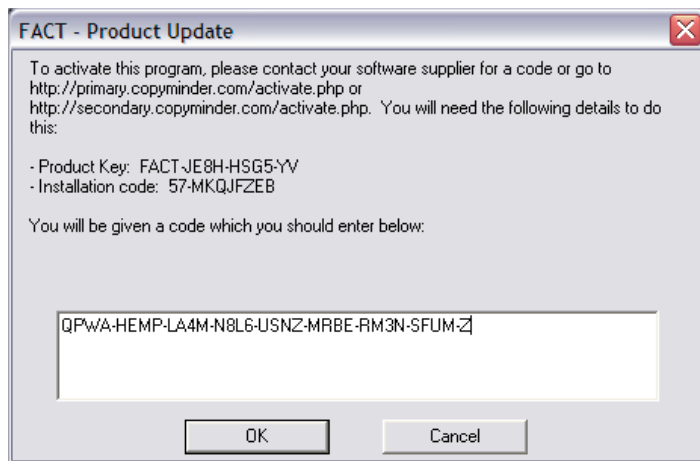 FACT - Product Update
To activate this program, please contact your software supplier for a code or go to
http://primary.copyminder.com/activate.php or
http://secondary.copyminder.com/activate.php. You will need the following details to do
this:
- Product Key: FACT-JE8H-HSG5-YV
- Installation code: 57-MKQJFZEB
You will be given a code which you should enter below:
QPWA-HEMP-LA4M-N8L6-USNZ-MRBE-RM3N-SFUM-Z
OK
Cancel